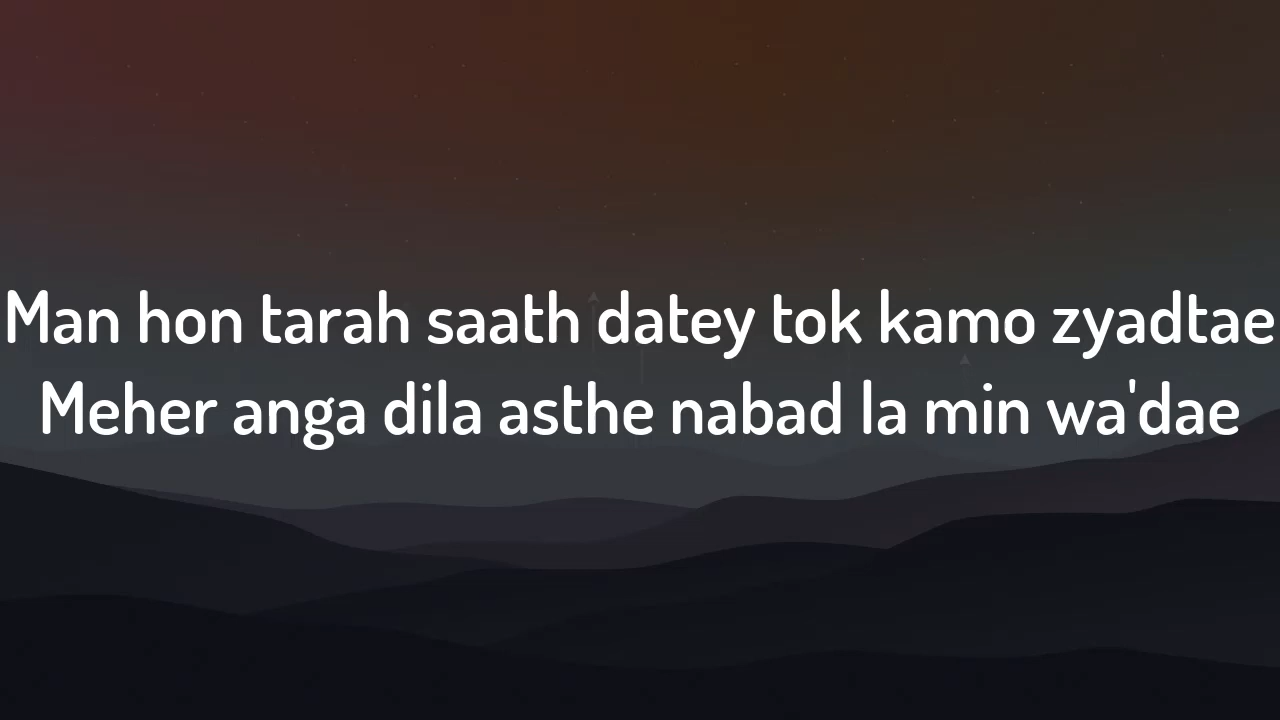 Man hon tarah saath datey tok kamo zyadtae
Meher anga dila asthe nabad la min wa'dae